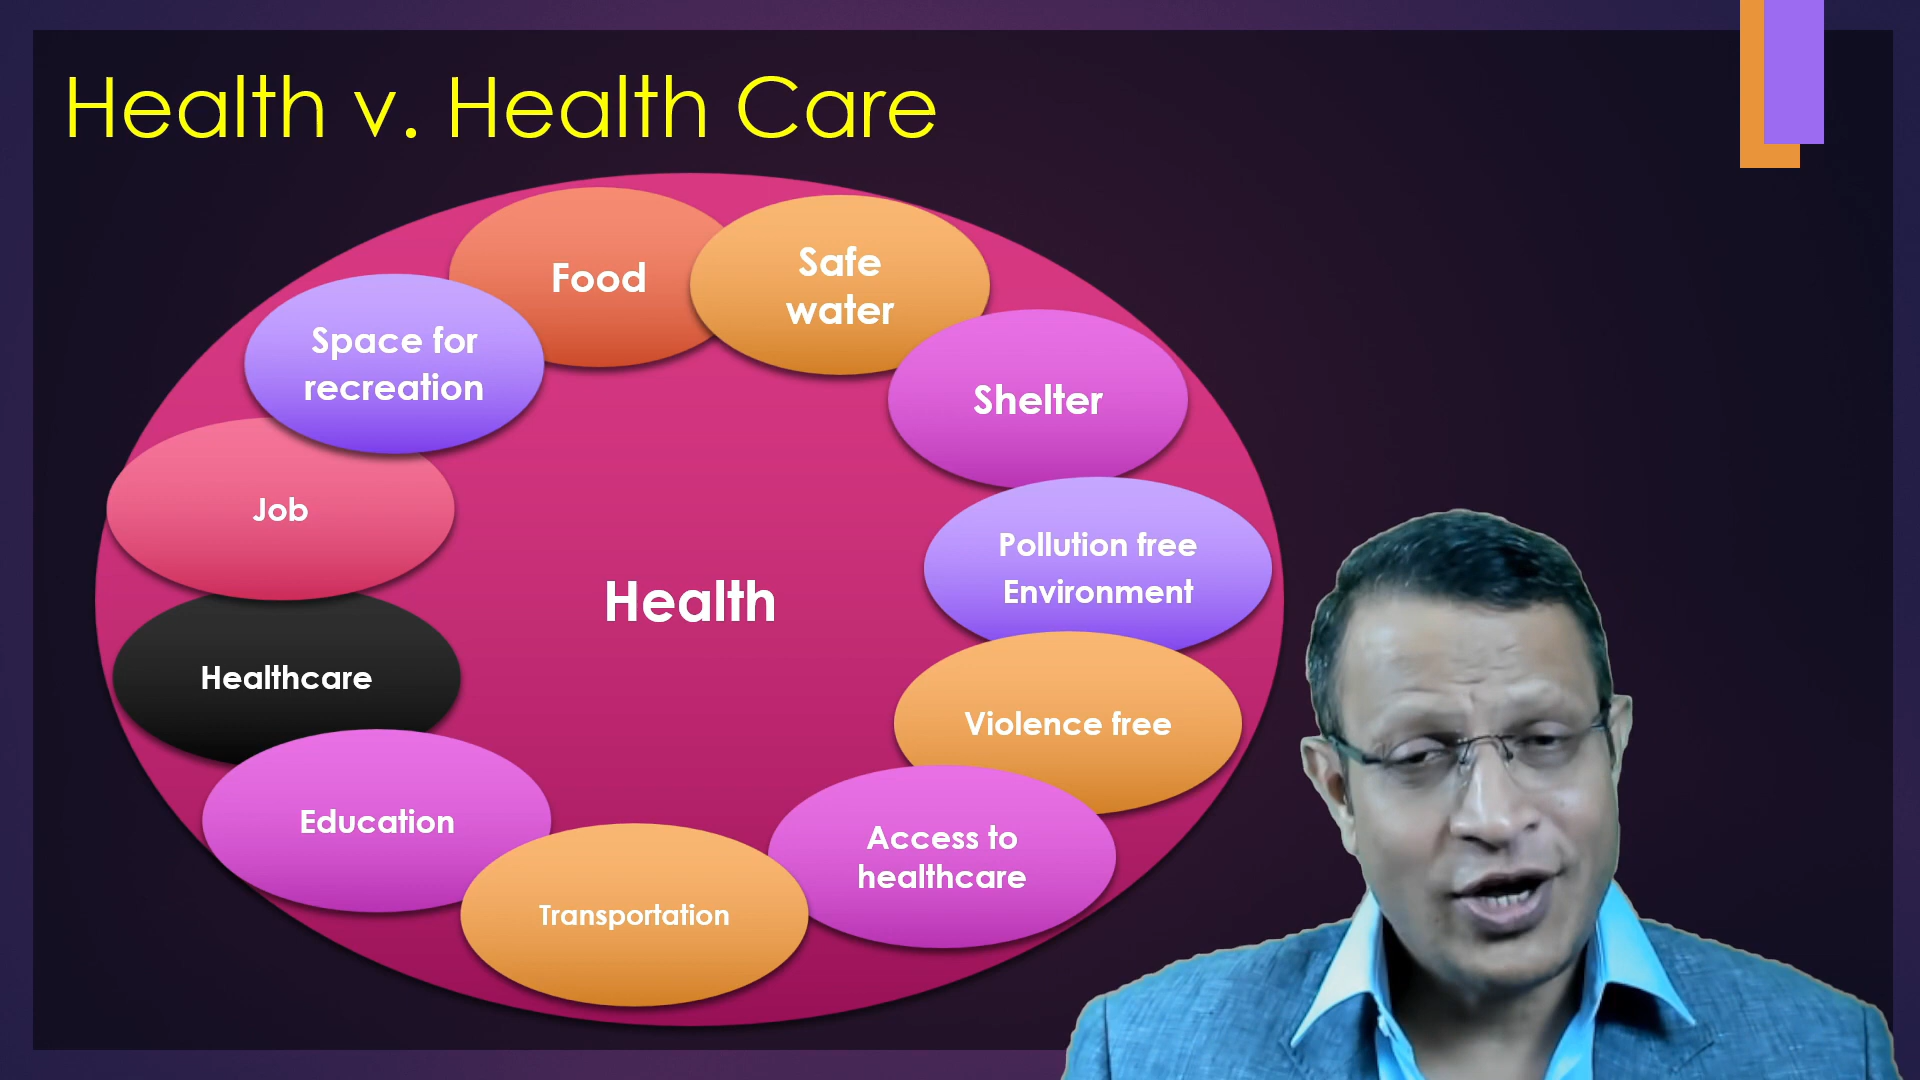 Health v. Health Care
Food
Safe
water
Space for
recreation
Shelter
Job
Pollution free
Environment
Health
Healthcare
Violence free
Education
Access to
healthcare
Transportation